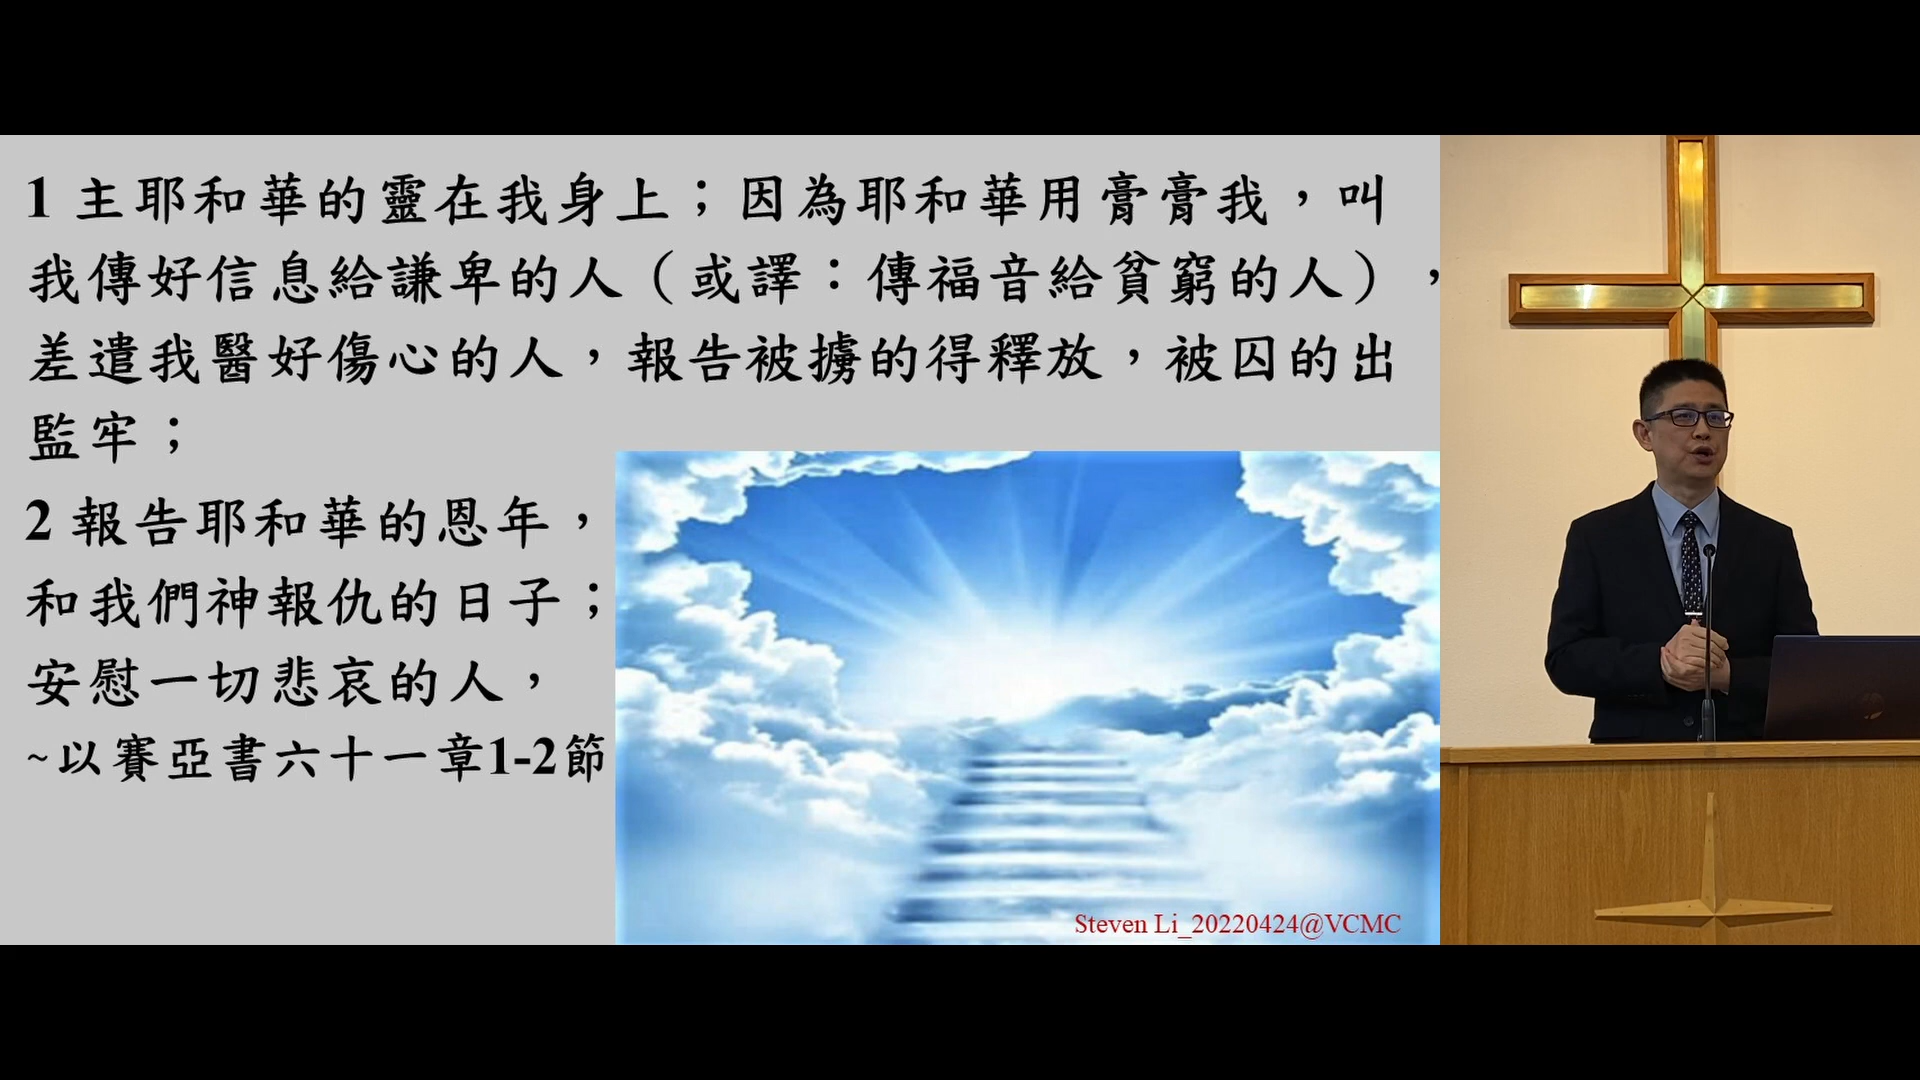 1 主耶和華的靈在我身上；因為耶和華用膏膏我，叫
我傳好信息給謙卑的人（或譯：傳福音給貧窮的人），
差遣我醫好傷心的人，報告被擄的得釋放，被囚的出
監牢；
2 報告耶和華的恩年，
和我們神報仇的日子；
安慰一切悲哀的人，
~以賽亞書六十一章1-2節
Steven Li_20220424@VCMC